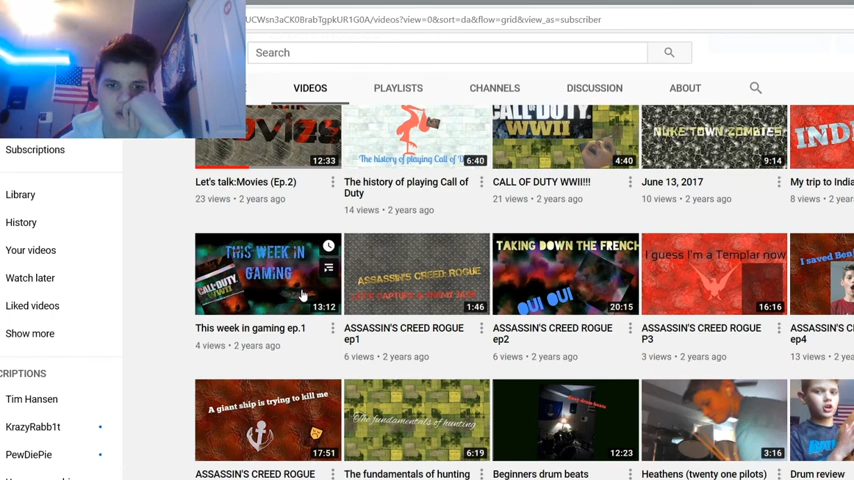 UCWsn3aCK0BrabTgpkUR1G0A/videos?view=0&sort=da&flow=grid&view_as=subscriber
Search
VIDEOS PLAYLISTS CHANNELS DISCUSSION ABOUT
Subscriptions
Library
History
Your videos
Watch later
Liked videos
Show more
CRIPTIONS
Tim Hansen
KrazyRabb1t
PewDiePie
12:33
The history of playing Call of D
6:40
CALL OF DUTY
WWII
4:40
NUKETOWN ZOMBIES
9:14
INDI
Let's talk:Movies (Ep.2)
23 views • 2 years ago
The history of playing Call of
Duty
14 views • 2 years ago
CALL OF DUTY WWII!!!
21 views • 2 years ago
June 13, 2017
10 views • 2 years ago
My trip to India
8 views • 2 ye
THIS WEEK IN
GAMING
CALL DUTY
13:12
ASSASSIN'S CREED: ROGUE
1:46
TAKING DOWN THE FRENCH
OUI OUI
20:15
I guess I'm a Templar now
16:16
I saved Ben
This week in gaming ep.1
4 views • 2 years ago
ASSASSIN'S CREED ROGUE
ep1
6 views • 2 years ago
ASSASSIN'S CREED ROGUE
ep2
6 views • 2 years ago
ASSASSIN'S CREED ROGUE
P3
3 views • 2 years ago
ASSASSIN'S C
ep4
13 views • 2 ye
A giant ship is trying to kill me
17:51
The fundamentals of hunting
6:19
12:23
3:16
ASSASSIN'S CREED ROGUE
The fundamentals of hunting
Beginners drum beats
Heathens (twenty one pilots)
Drum review